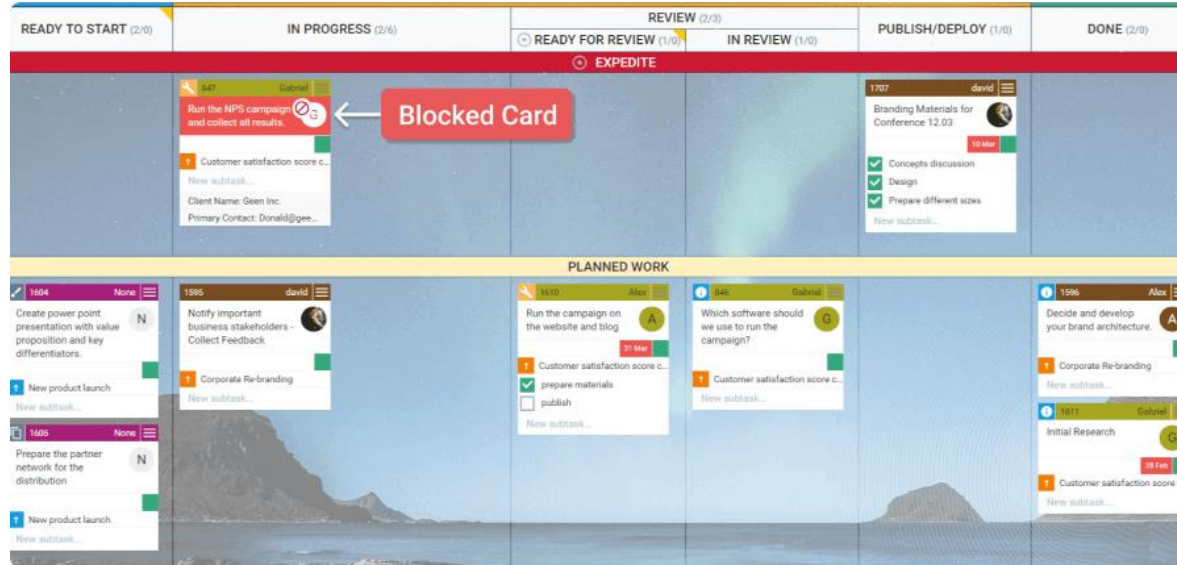 READY TO START (2/0)
IN PROGRESS (2/6)
REVIEW (2/3)
READY FOR REVIEW (1/0)
IN REVIEW (1/0)
PUBLISH/DEPLOY (1/0)
DONE (2/0)
EXPEDITE
847 Gabriel
Run the NPS campaign
and collect all results.
G
Customer satisfaction score c...
New subtask...
Client Name: Geen Inc.
Primary Contact: Donald@gee...
Blocked Card
1707 david
Branding Materials for
Conference 12.03
10 Mar
Concepts discussion
Design
Prepare different sizes
New subtask...
PLANNED WORK
1604 None
Create power point
presentation with value
proposition and key
differentiators.
N
New product launch
New subtask...
1605 None
Prepare the partner
network for the
distribution
N
New product launch
New subtask...
1595 david
Notify important
business stakeholders -
Collect Feedback
Corporate Re-branding
New subtask...
1610 Alex
Run the campaign on
the website and blog
A
31 Mar
Customer satisfaction score c...
prepare materials
publish
New subtask...
846 Gabriel
Which software should
we use to run the
campaign?
G
Customer satisfaction score c...
New subtask...
1596 Alex
Decide and develop
your brand architecture.
A
Corporate Re-branding
New subtask...
1611 Gabriel
Initial Research
G
28 Feb
Customer satisfaction score
New subtask...